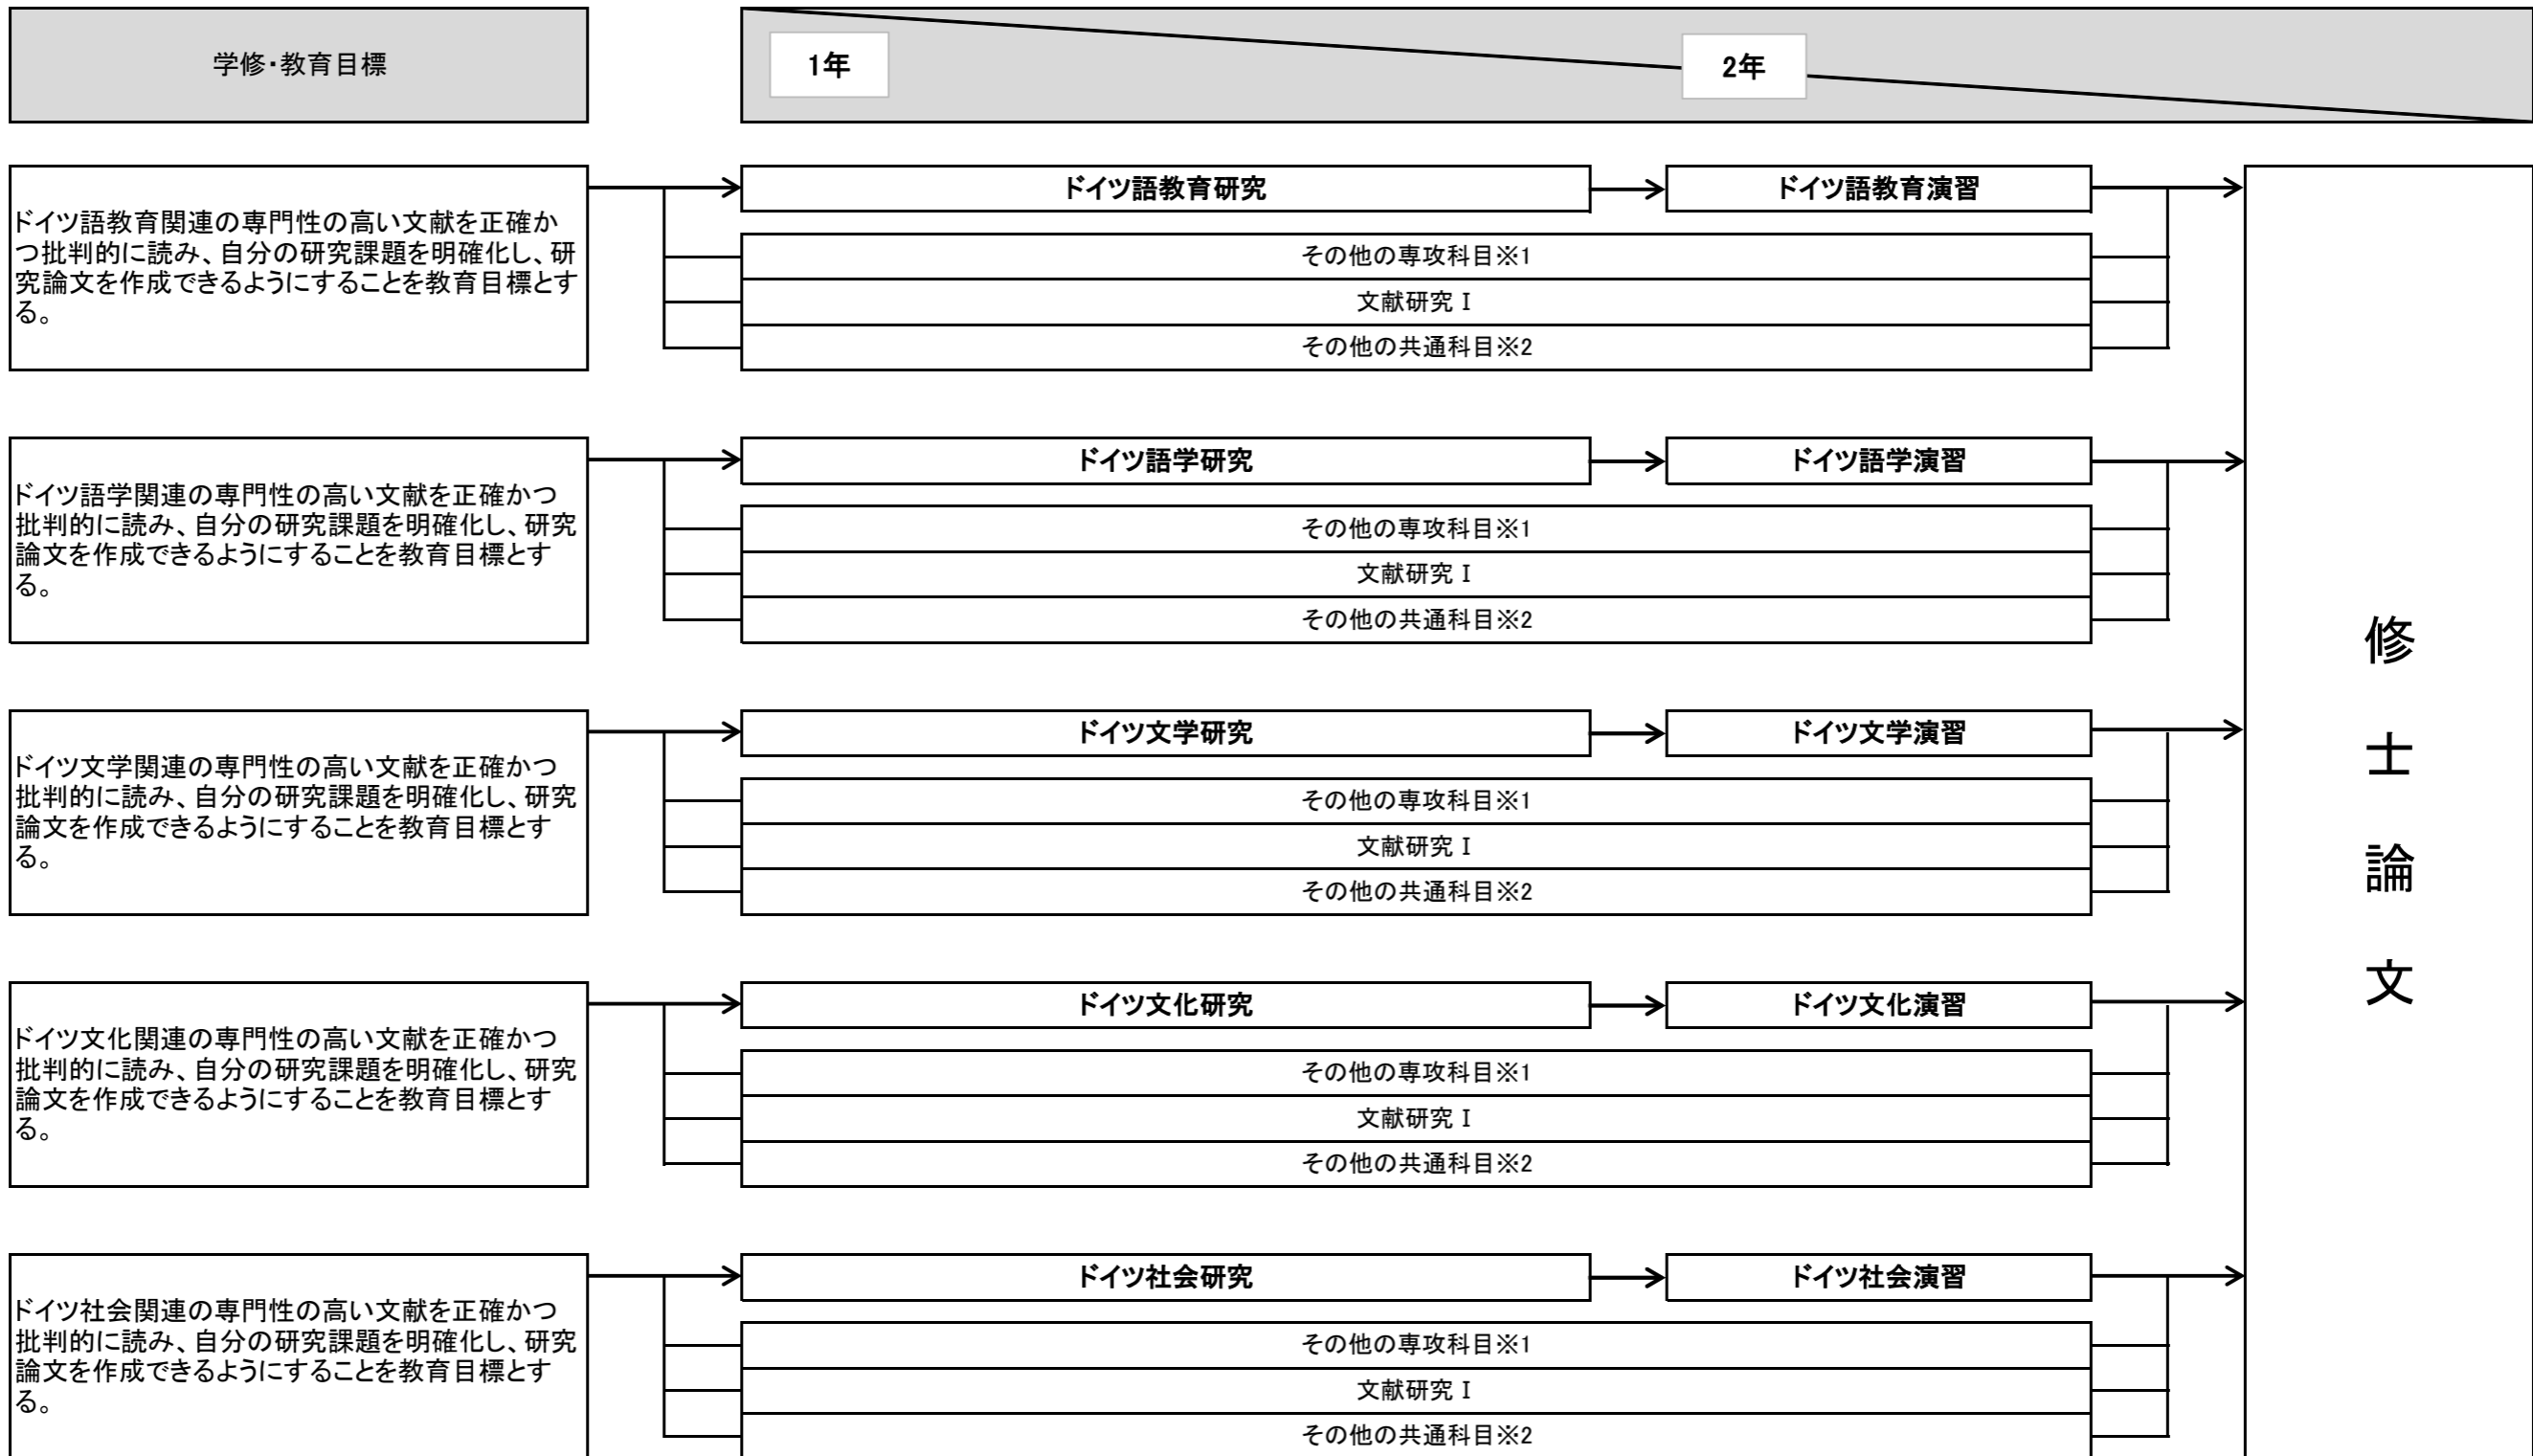 学修・教育目標
1年
2年
ドイツ語教育関連の専門性の高い文献を正確か
つ批判的に読み、自分の研究課題を明確化し、研
究論文を作成できるようにすることを教育目標とす
る。
ドイツ語教育研究
ドイツ語教育演習
その他の専攻科目※1
文献研究Ⅰ
その他の共通科目※2
ドイツ語学関連の専門性の高い文献を正確かつ
批判的に読み、自分の研究課題を明確化し、研究
論文を作成できるようにすることを教育目標とす
る。
ドイツ語学研究
ドイツ語学演習
その他の専攻科目※1
文献研究Ⅰ
その他の共通科目※2
ドイツ文学関連の専門性の高い文献を正確かつ
批判的に読み、自分の研究課題を明確化し、研究
論文を作成できるようにすることを教育目標とす
る。
ドイツ文学研究
ドイツ文学演習
その他の専攻科目※1
文献研究Ⅰ
その他の共通科目※2
ドイツ文化関連の専門性の高い文献を正確かつ
批判的に読み、自分の研究課題を明確化し、研究
論文を作成できるようにすることを教育目標とす
る。
ドイツ文化研究
ドイツ文化演習
その他の専攻科目※1
文献研究Ⅰ
その他の共通科目※2
ドイツ社会関連の専門性の高い文献を正確かつ
批判的に読み、自分の研究課題を明確化し、研究
論文を作成できるようにすることを教育目標とす
る。
ドイツ社会研究
ドイツ社会演習
その他の専攻科目※1
文献研究Ⅰ
その他の共通科目※2
修士論文